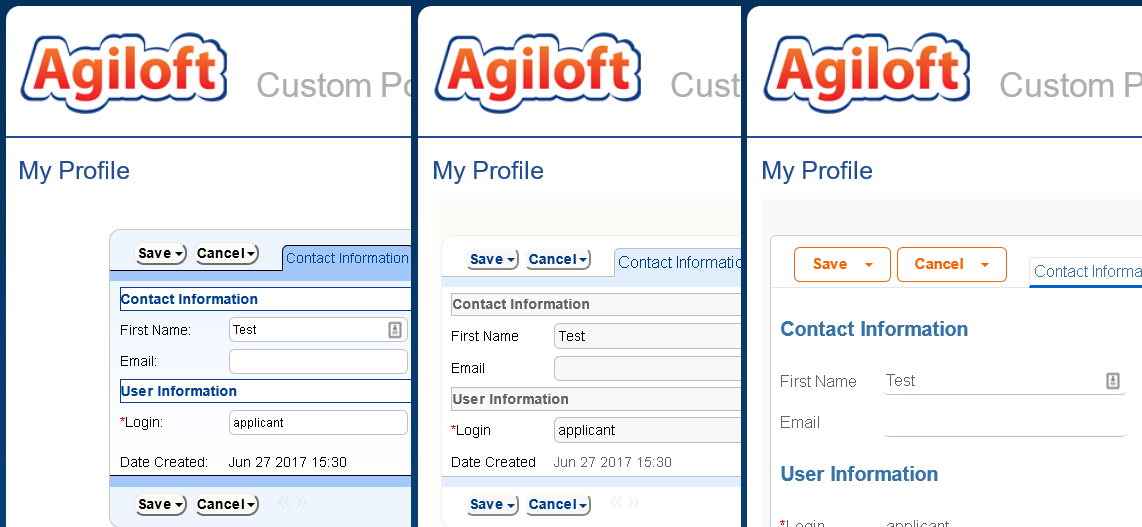 Agiloft
Custom Po
My Profile
Save
Cancel
Contact Information
Contact Information
First Name:
Test
Email:
User Information
*Login:
applicant
Date Created:
Jun 27 2017 15:30
Save
Cancel
«»
Agiloft
Cust
My Profile
Save
Cancel
Contact Informatio
Contact Information
First Name
Test
Email
User Information
*Login
applicant
Date Created
Jun 27 2017 15:30
Save
Cancel
«»
Agiloft
Custom P
My Profile
Save
Cancel
Contact Informa
Contact Information
First Name
Test
Email
User Information
*Login
applicant